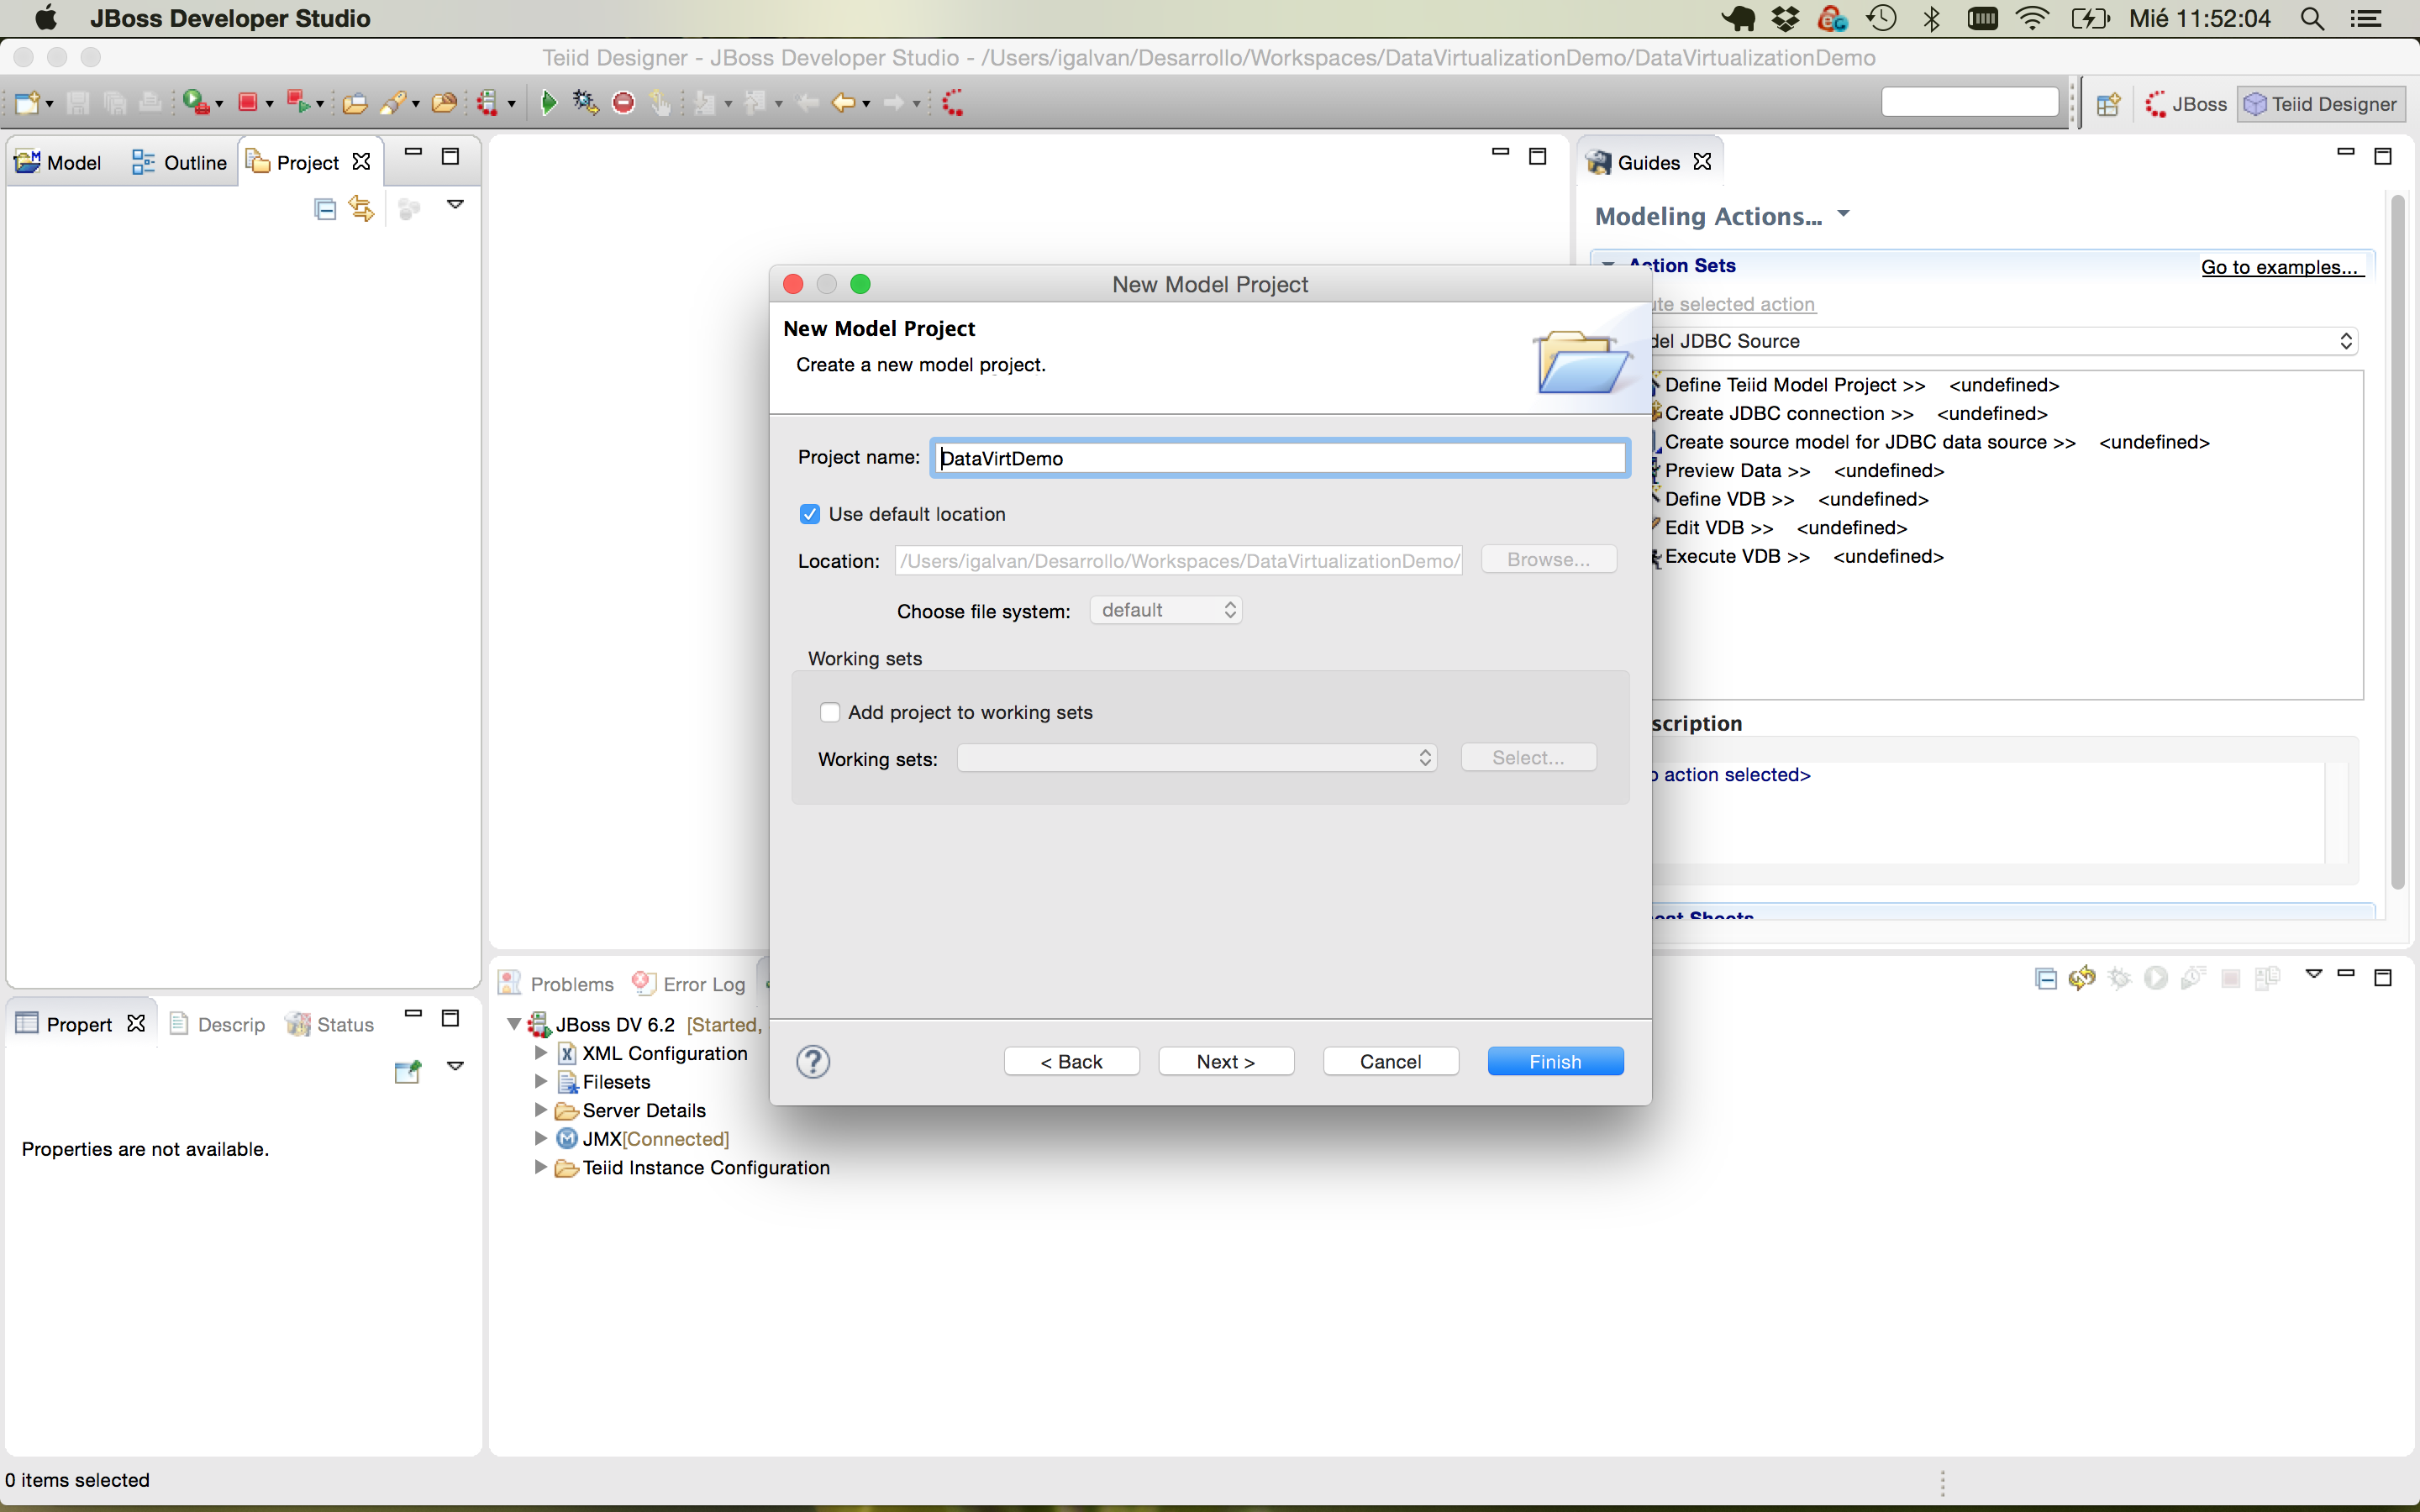 JBoss Developer Studio
Mié 11:52:04
Teiid Designer - JBoss Developer Studio - /Users/igalvan/Desarrollo/Workspaces/DataVirtualizationDemo/DataVirtualizationDemo
JBoss
Teiid Designer
Model
Outline
Project
Guides
Modeling Actions...
Action Sets
Go to examples...
selected action
New Model Project
New Model Project
Create a new model project.
JDBC Source
Define Teiid Model Project >> <undefined>
Create JDBC connection >> <undefined>
Create source model for JDBC data source >> <undefined>
Preview Data >> <undefined>
Define VDB >> <undefined>
Edit VDB >> <undefined>
Execute VDB >> <undefined>
Project name: DataVirtDemo
Use default location
Location: /Users/igalvan/Desarrollo/Workspaces/DataVirtualizationDemo/
Browse...
Choose file system: default
Working sets
Add project to working sets
Working sets:
Select...
scription
action selected>
< Back
Next >
Cancel
Finish
Problems
Error Log
JBoss DV 6.2 [Started,
XML Configuration
Filesets
Server Details
JMX[Connected]
Teiid Instance Configuration
Propert
Descrip
Status
Properties are not available.
0 items selected